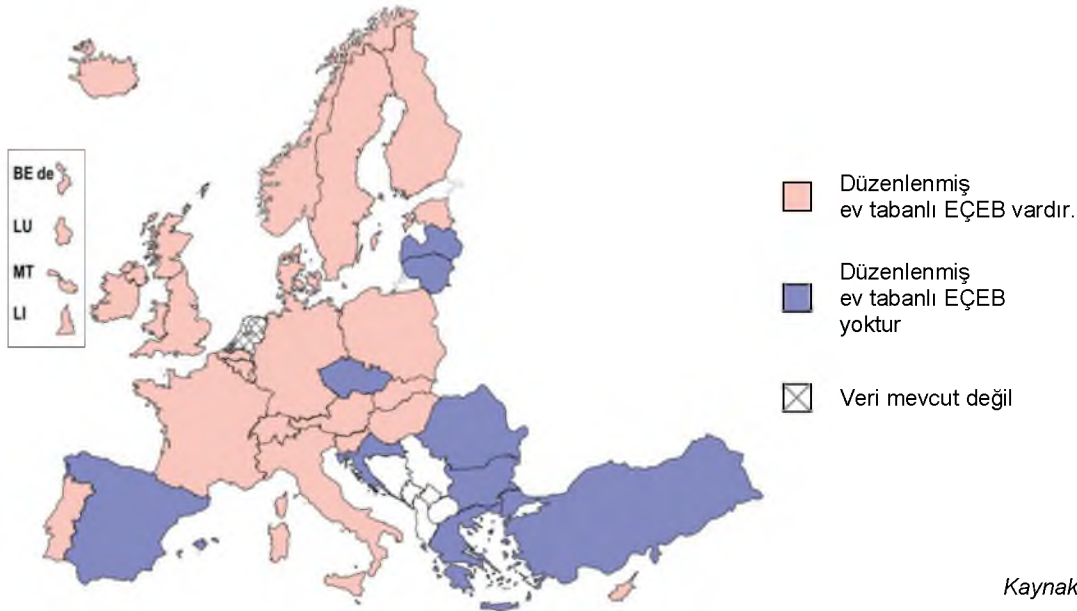 BE de
LU
MT
LI
Düzenlenmiş
ev tabanlı EÇEB vardır.
Düzenlenmiş
ev tabanlı EÇEB
yoktur
Veri mevcut değil
Kaynak